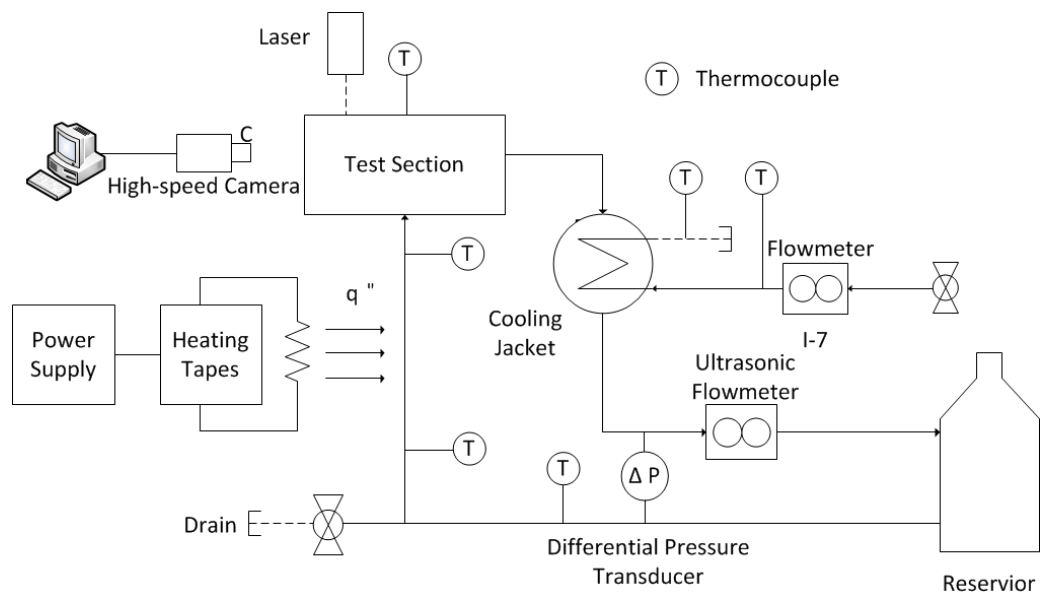 Laser
T
T
Thermocouple
C
High-speed Camera
Test Section
T
T
T
Flowmeter
I-7
q "
Cooling
Jacket
Power
Supply
Heating
Tapes
Ultrasonic
Flowmeter
T
T
Δ P
Drain
Differential Pressure
Transducer
Reservior